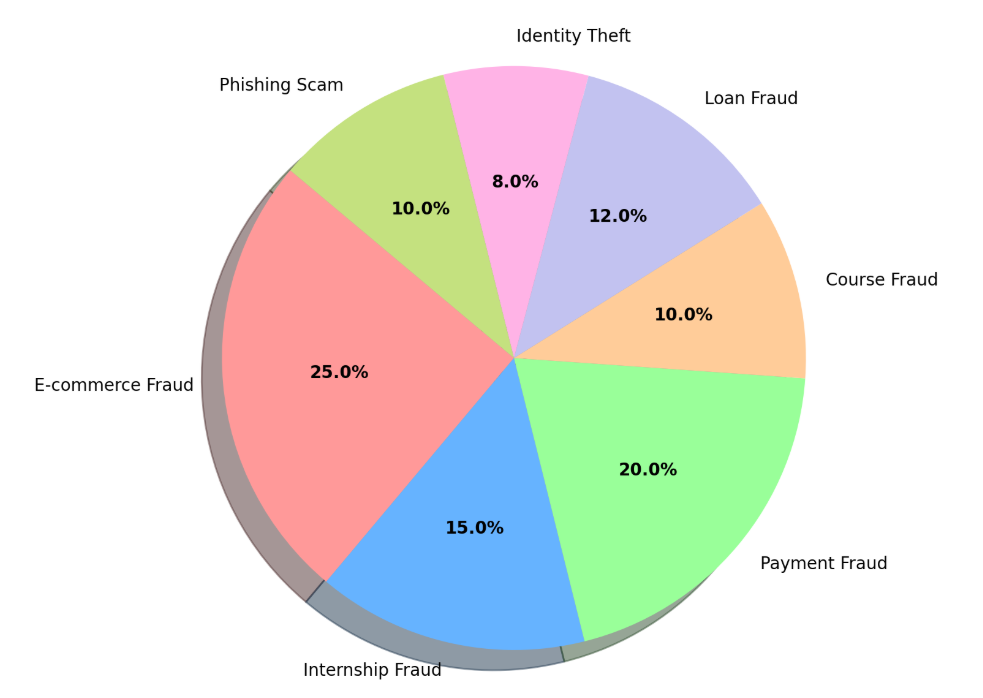 Identity Theft
Phishing Scam
Loan Fraud
8.0%
10.0%
12.0%
Course Fraud
10.0%
25.0%
E-commerce Fraud
20.0%
15.0%
Payment Fraud
Internship Fraud